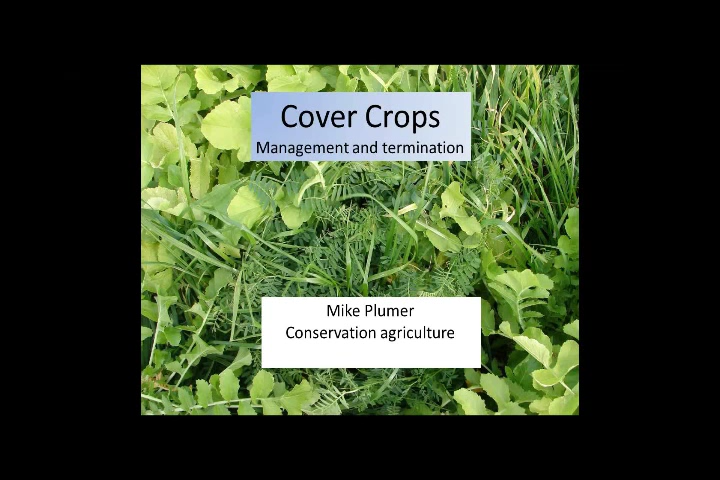 Cover Crops
Management and termination
Mike Plumer
Conservation agriculture